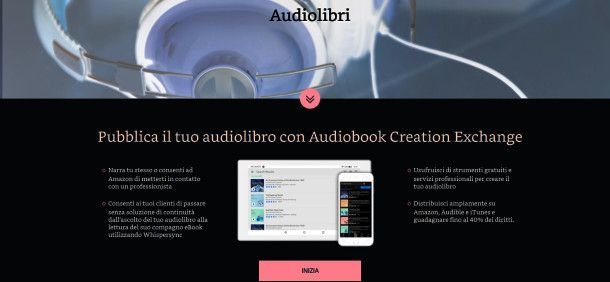 Audiolibri
Pubblica il tuo audiolibro con Audiobook Creation Exchange
Narra tu stesso o consenti ad
Amazon di metterti in contatto
con un professionista
Consenti ai tuoi clienti di passare
senza soluzione di continuità
dall'ascolto del tuo audiolibro alla
lettura del suo compagno eBook
utilizzando Whispersync
Usufruisci di strumenti gratuiti e
servizi professionali per creare il
tuo audiolibro
Distribuisci ampiamente su
Amazon, Audible e iTunes e
guadagnare fino al 40% dei diritti.
INIZIA